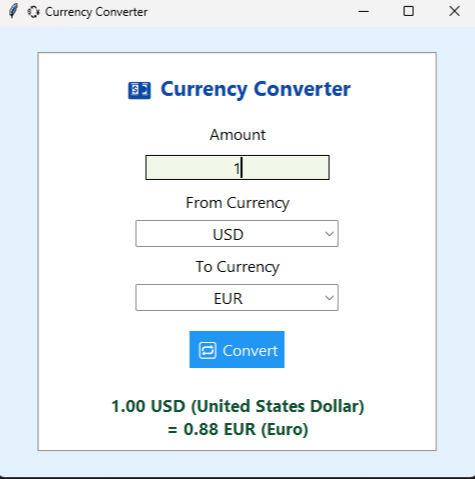 Currency Converter
Currency Converter
Amount
1
From Currency
USD
To Currency
EUR
Convert
1.00 USD (United States Dollar)
= 0.88 EUR (Euro)